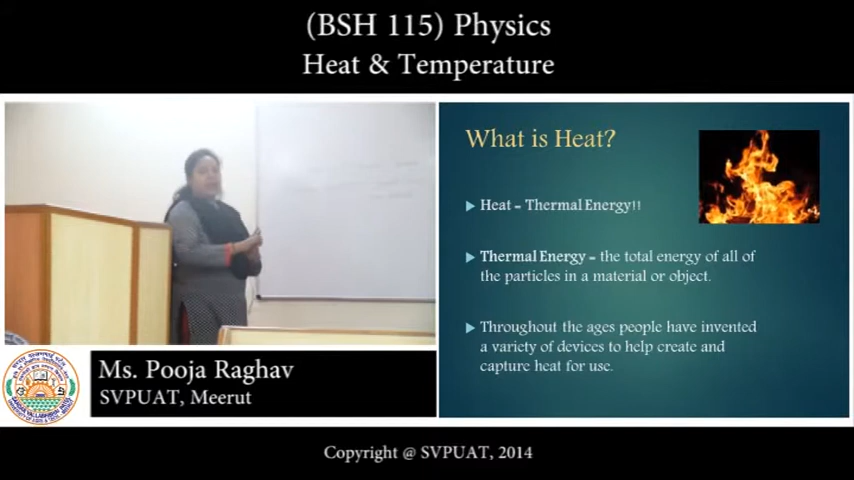 (BSH 115) Physics
Heat & Temperature
What is Heat?
Heat = Thermal Energy!!
Thermal Energy = the total energy of all of
the particles in a material or object.
Throughout the ages people have invented
a variety of devices to help create and
capture heat for use.
Ms. Pooja Raghav
SVPUAT, Meerut
Copyright @ SVPUAT, 2014